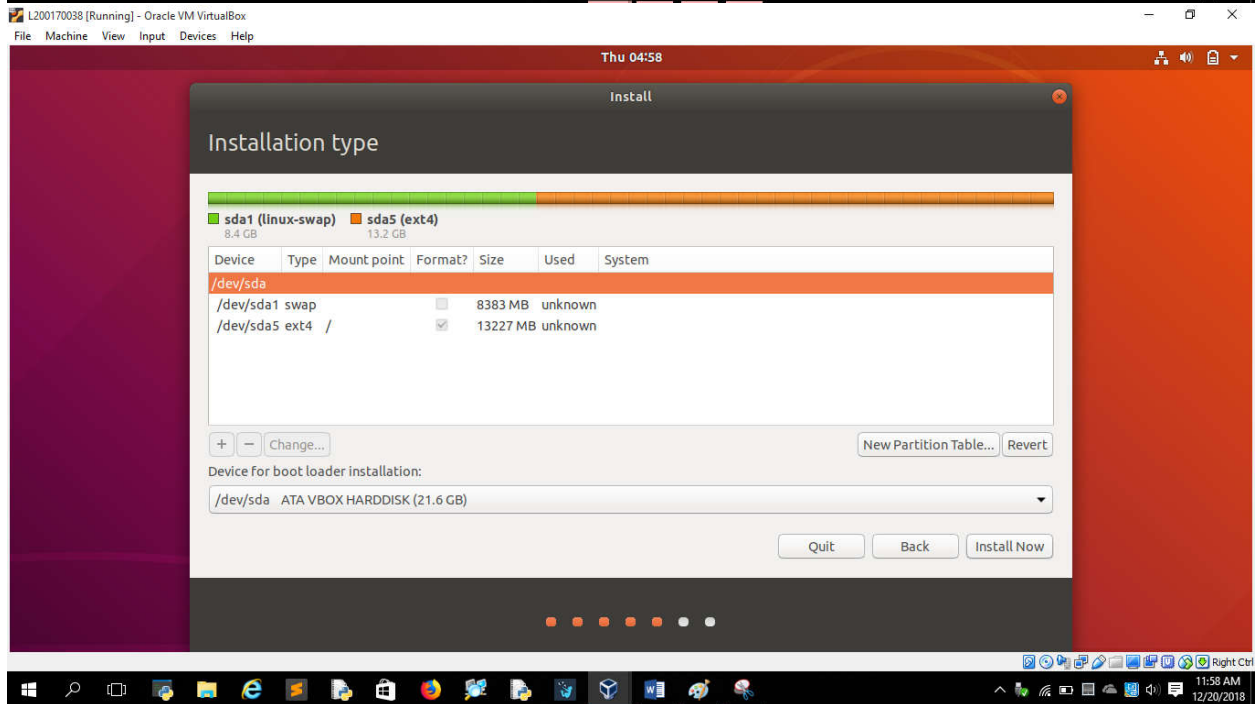 L200170038 [Running] - Oracle VM VirtualBox
File Machine View Input Devices Help
Thu 04:58
Install
Installation type
sda1 (linux-swap) sda5 (ext4)
8.4 GB 13.2 GB
Device Type Mount point Format? Size Used System
/dev/sda
/dev/sda1 swap 8383 MB unknown
/dev/sda5 ext4 / 13227 MB unknown
+ − Change... New Partition Table... Revert
Device for boot loader installation:
/dev/sda ATA VBOX HARDDISK (21.6 GB)
Quit Back Install Now
Right Ctrl
11:58 AM
12/20/2018